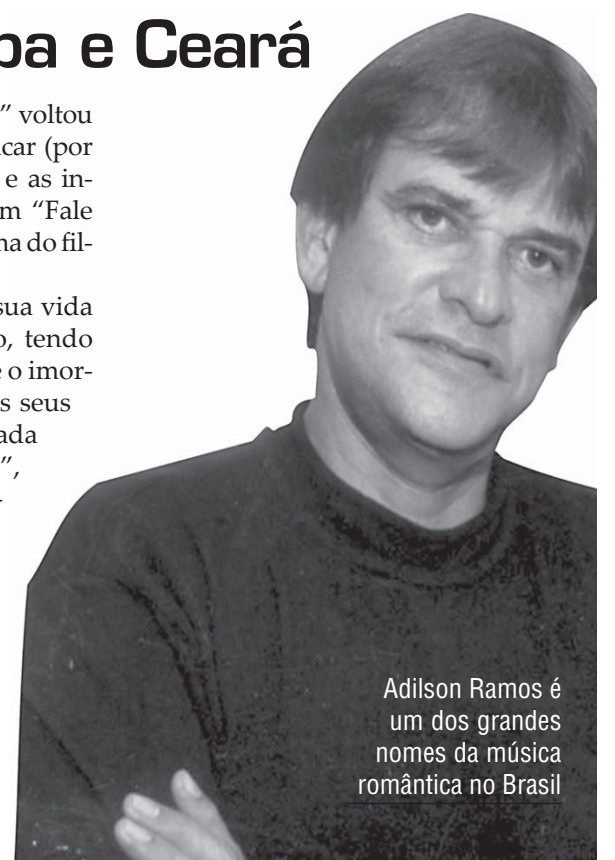 pa e Ceará
” voltou
car (por
e as in-
m “Fale
na do fil-
sua vida
o, tendo
e o imor-
s seus
ada
”,
-
Adilson Ramos é
um dos grandes
nomes da música
romântica no Brasil